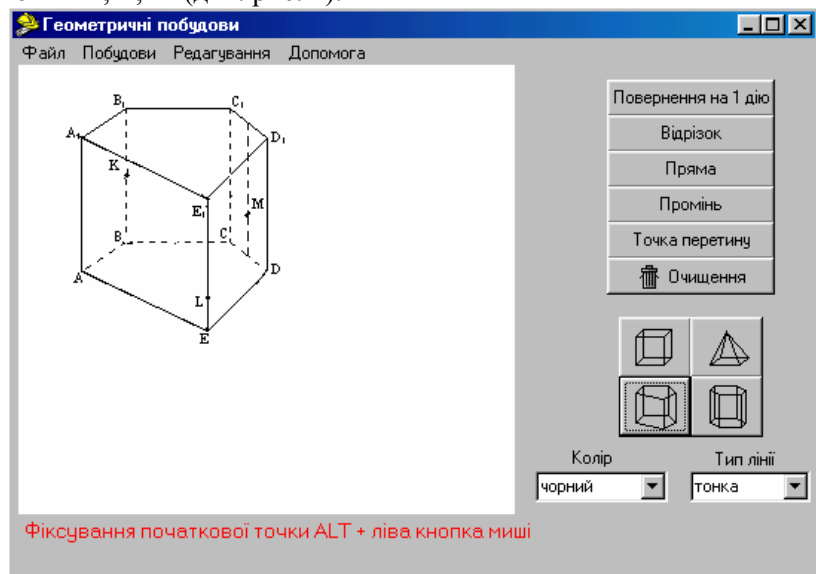 Геометричні побудови
Файл Побудови Редагування Допомога
B₁ C₁
A₁ D₁
K
E₁ M
B C
A D
L
E
Повернення на 1 дію
Відрізок
Пряма
Промінь
Точка перетину
Очищення
Колір Тип лінії
чорний тонка
Фіксування початкової точки ALT + ліва кнопка миші